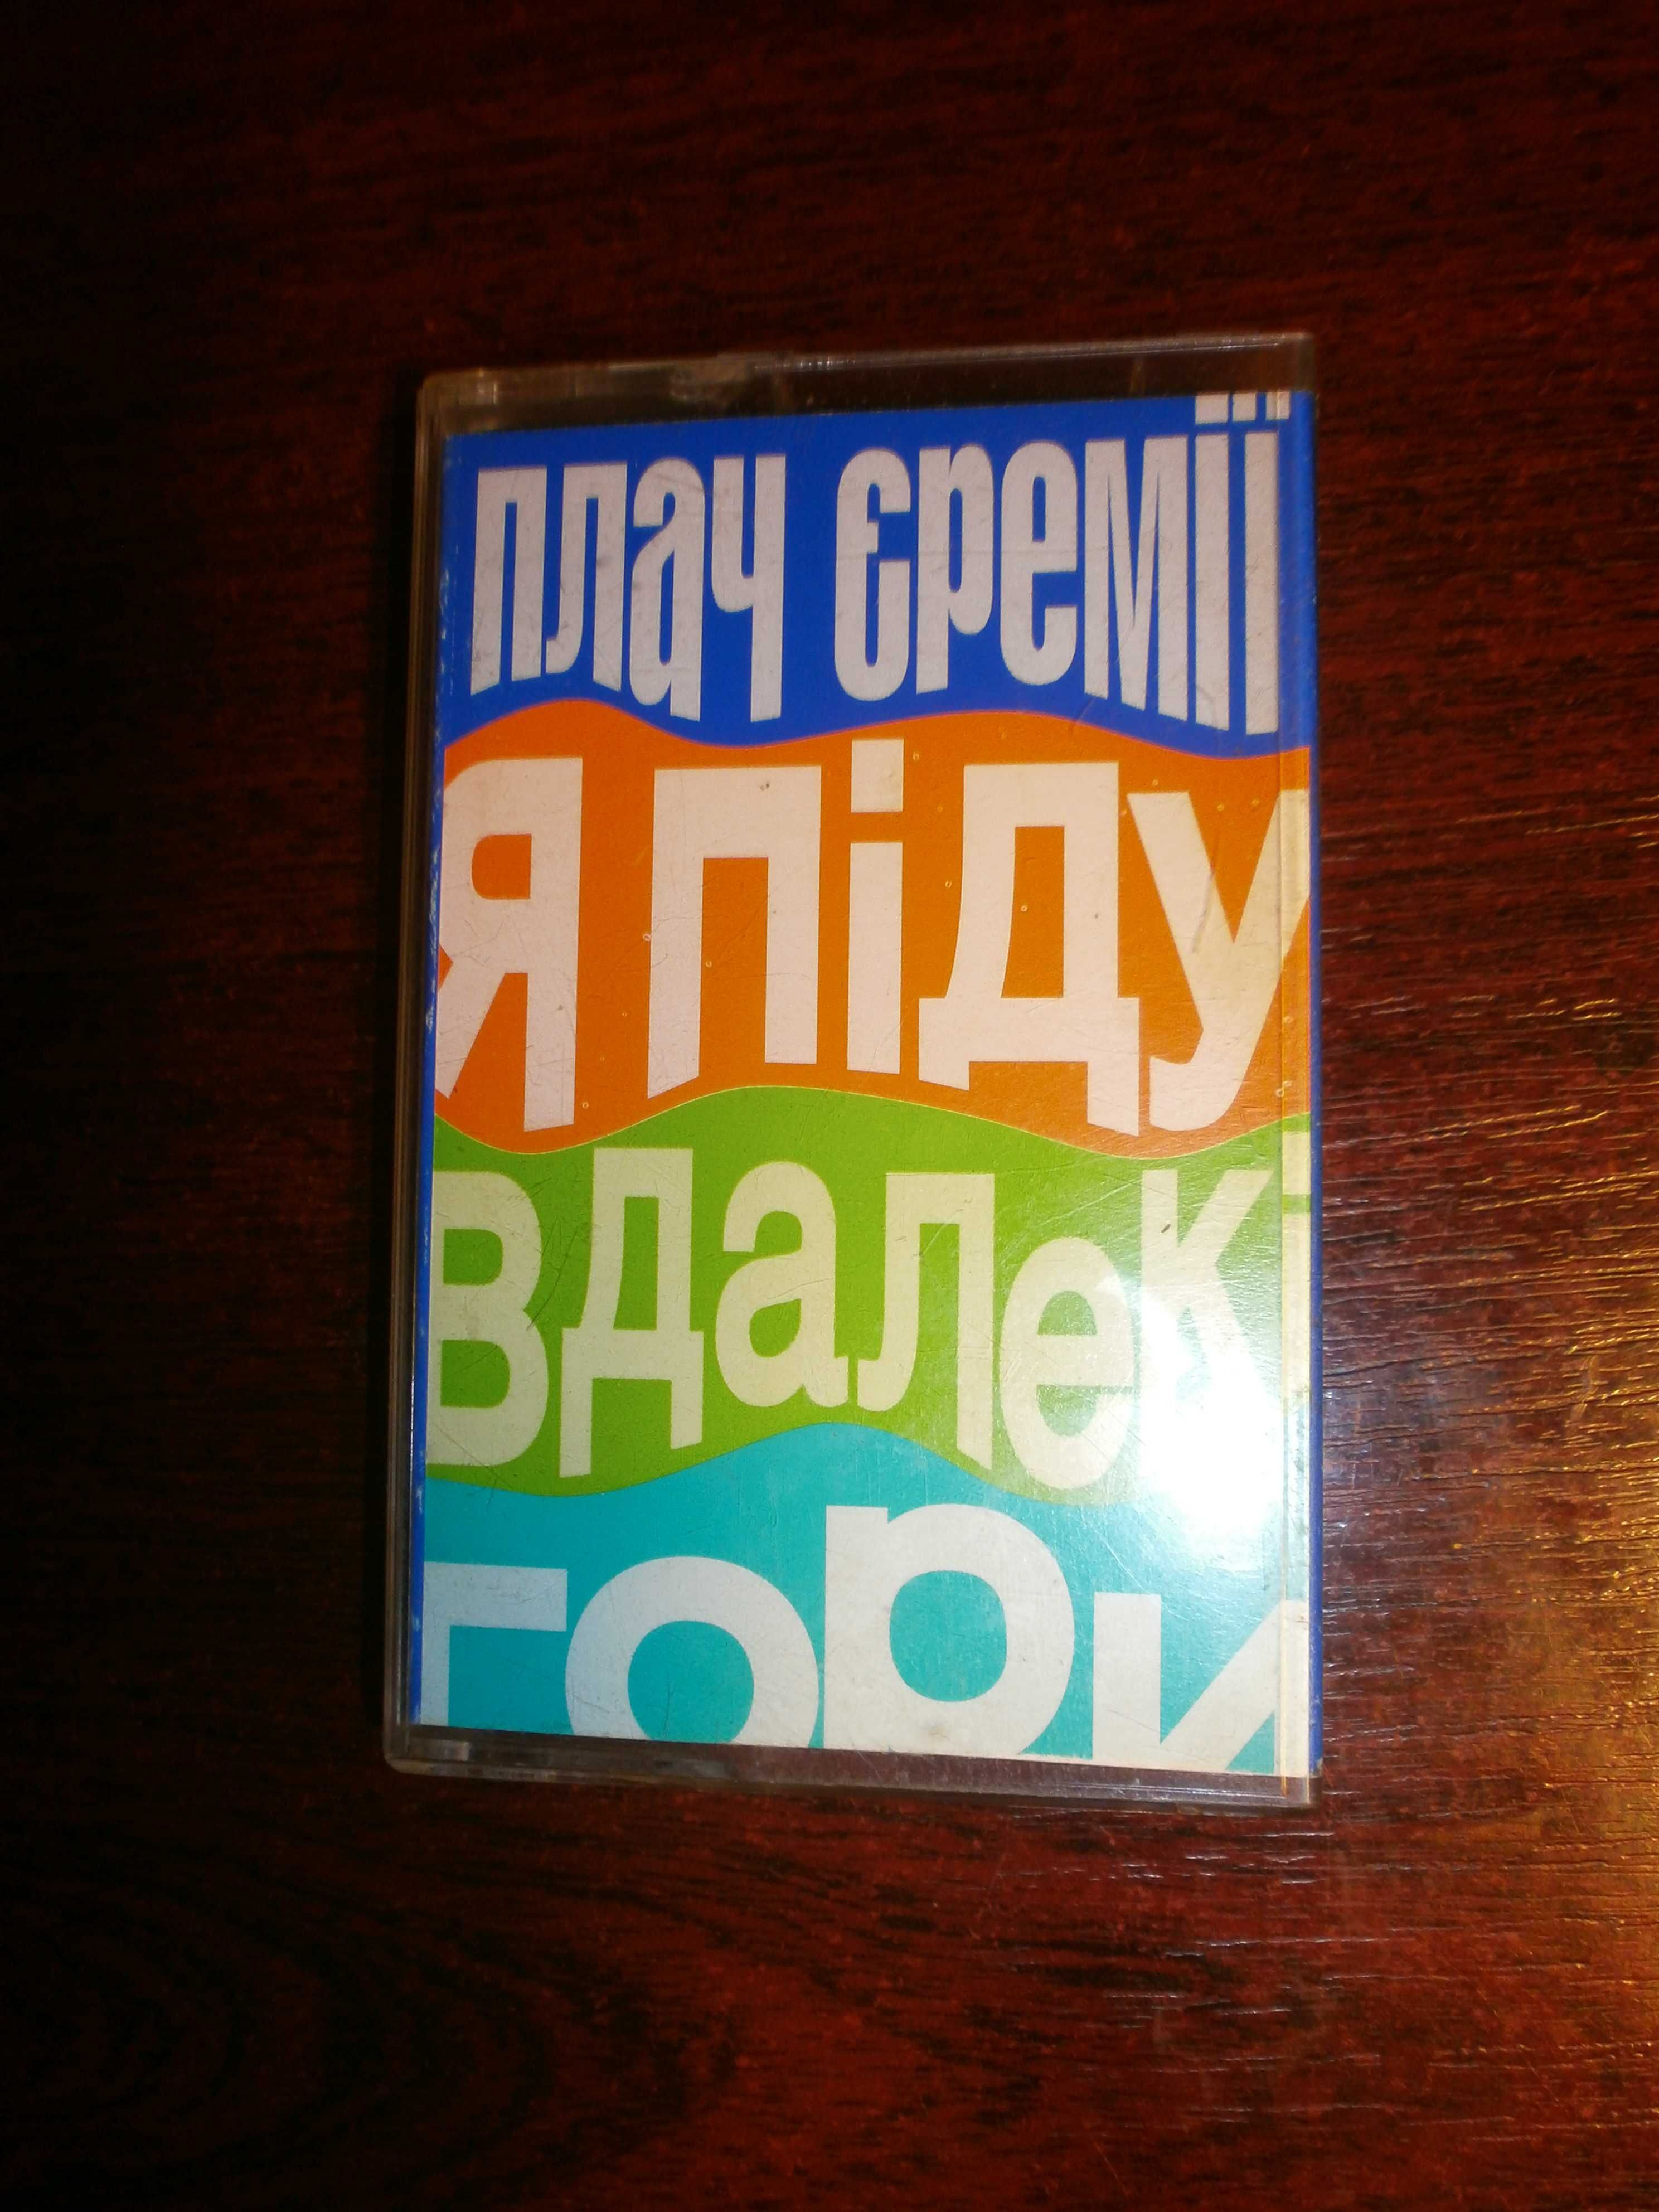 плач єремії
я піду
вдалекі
гори